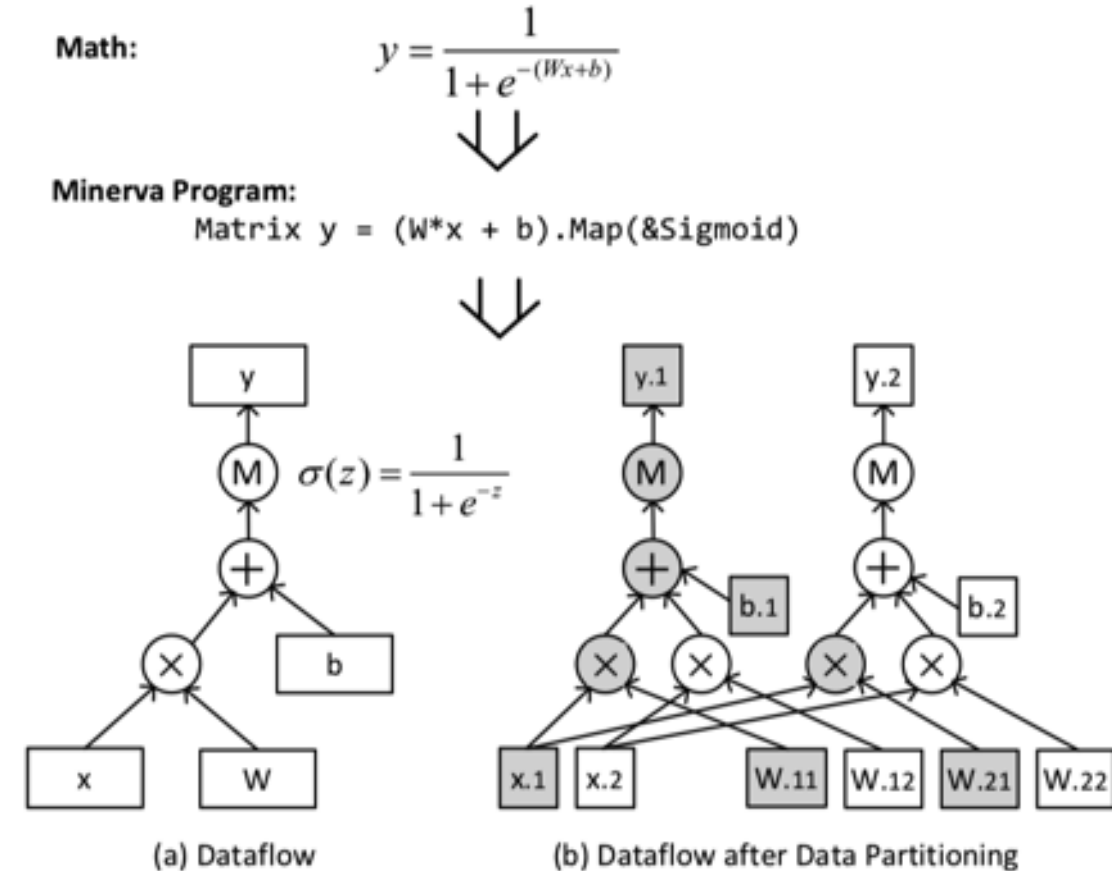 Math:
y = 1 / (1 + e^-(Wx+b))
Minerva Program:
Matrix y = (W*x + b).Map(&Sigmoid)
y
y.1
y.2
M
σ(z) = 1 / (1 + e^-z)
M
M
+
+
+
b.1
b.2
×
b
×
×
×
×
x
W
x.1
x.2
W.11
W.12
W.21
W.22
(a) Dataflow
(b) Dataflow after Data Partitioning